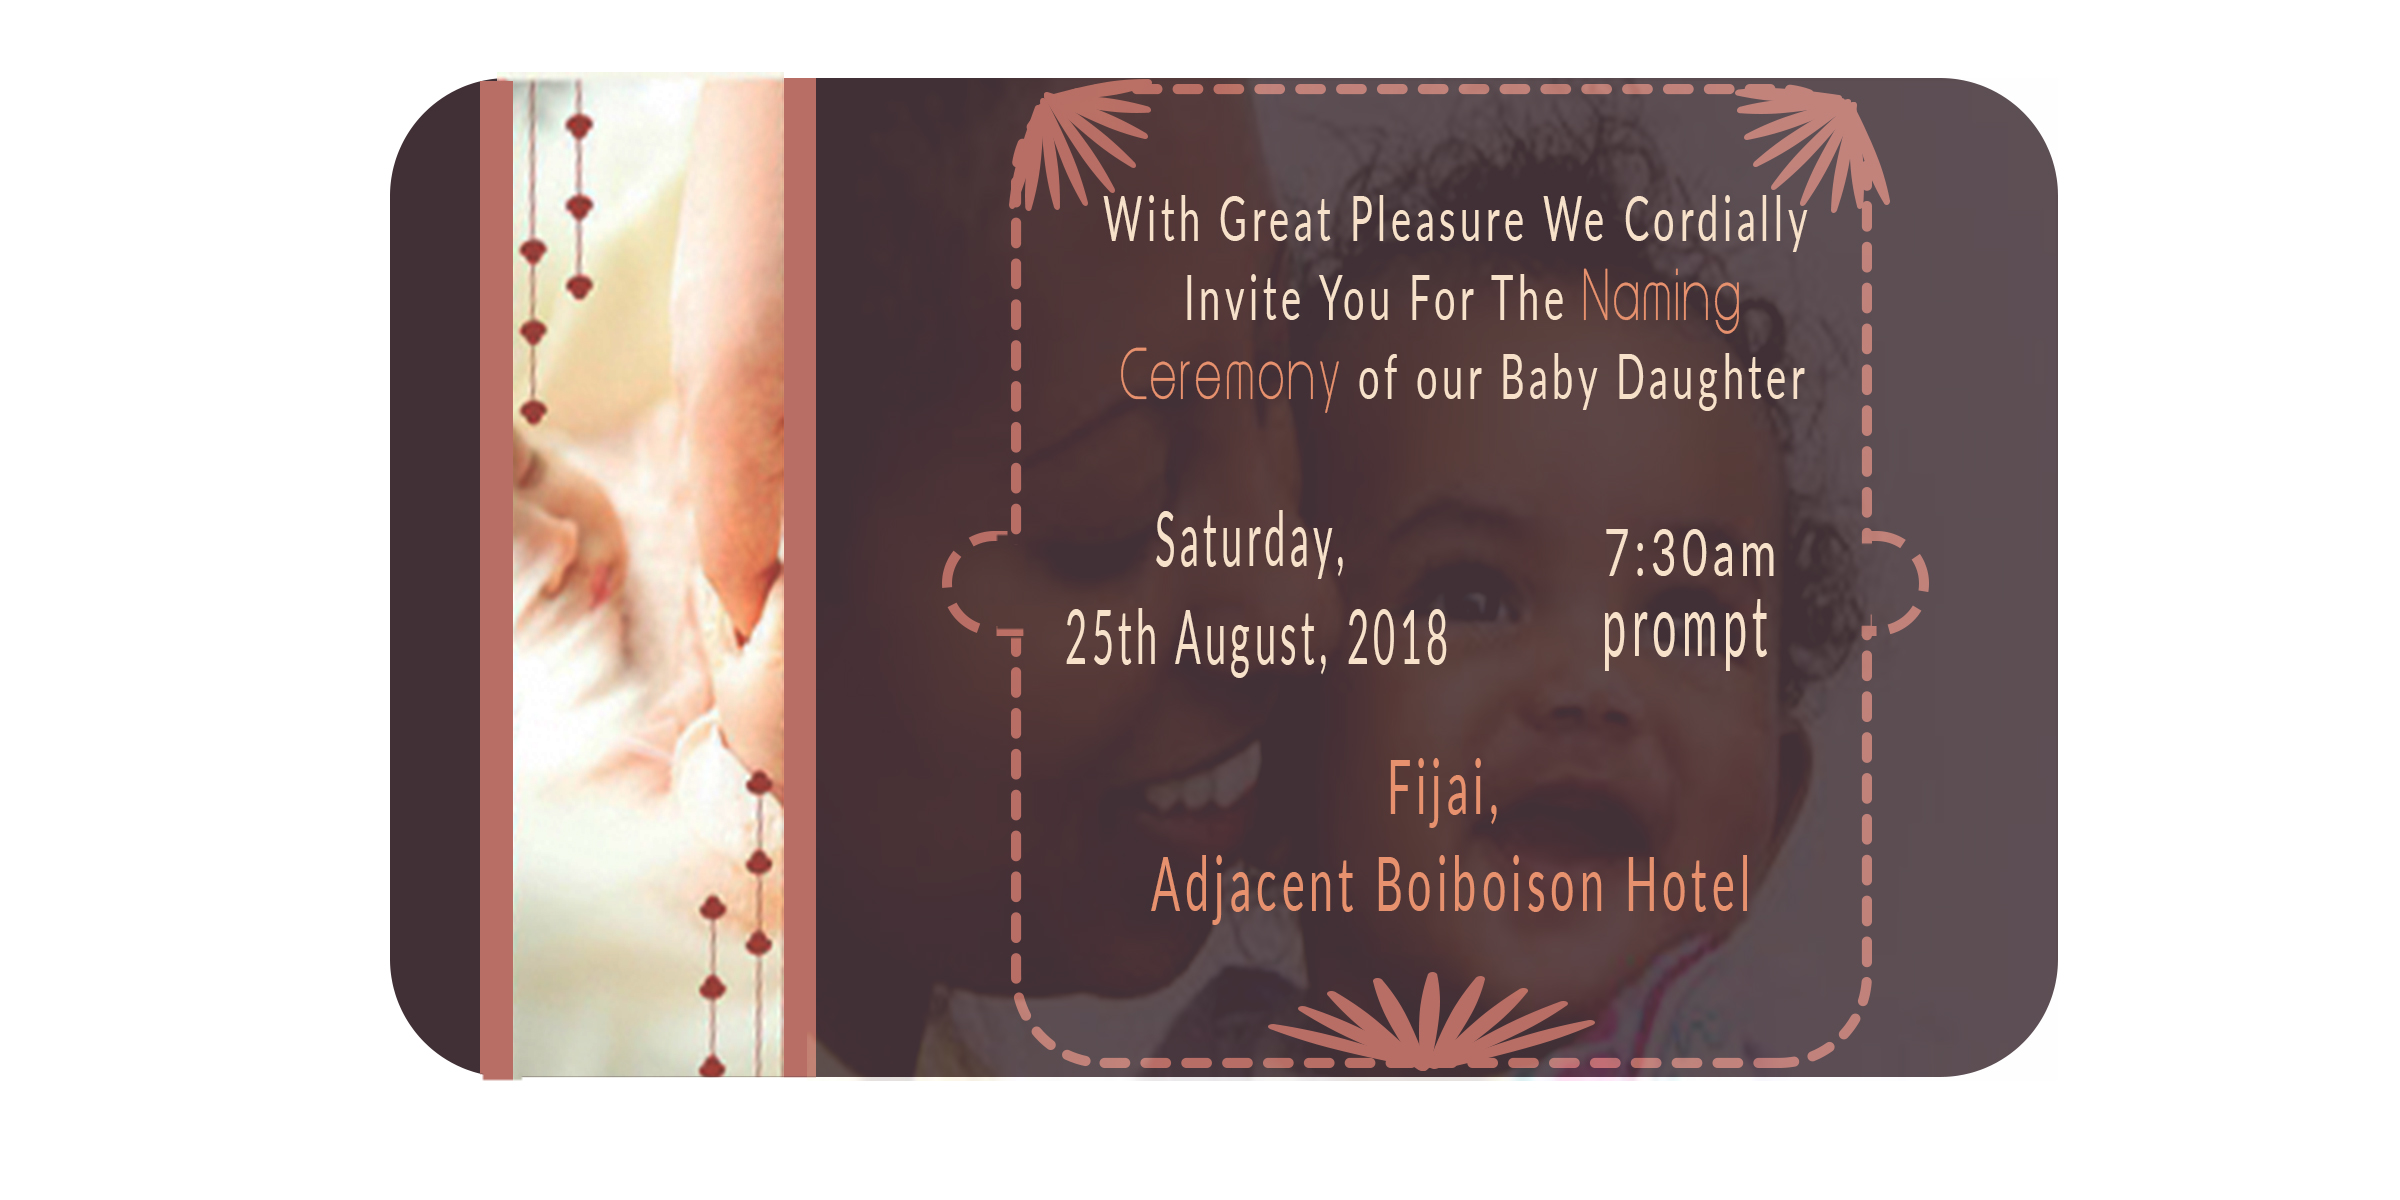 With Great Pleasure We Cordially
Invite You For The Naming
Ceremony of our Baby Daughter
Saturday,
25th August, 2018
7:30am
prompt
Fijai,
Adjacent Boiboison Hotel